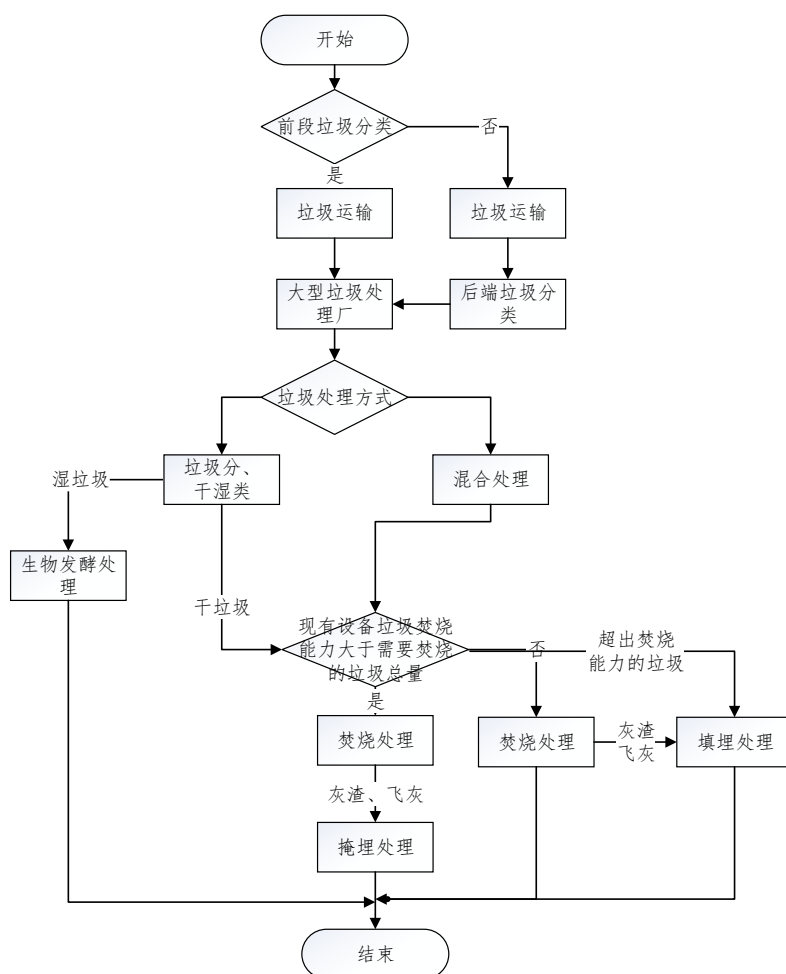 开始
前段垃圾分类
否
是
垃圾运输
垃圾运输
大型垃圾处
理厂
后端垃圾分
类
垃圾处理方式
湿垃圾
垃圾分、
干湿类
混合处理
生物发酵处
理
干垃圾
现有设备垃圾焚烧
能力大于需要焚烧
的垃圾总量
否
超出焚烧
能力的垃圾
是
焚烧处理
焚烧处理
灰渣
飞灰
填埋处理
灰渣、飞灰
掩埋处理
结束